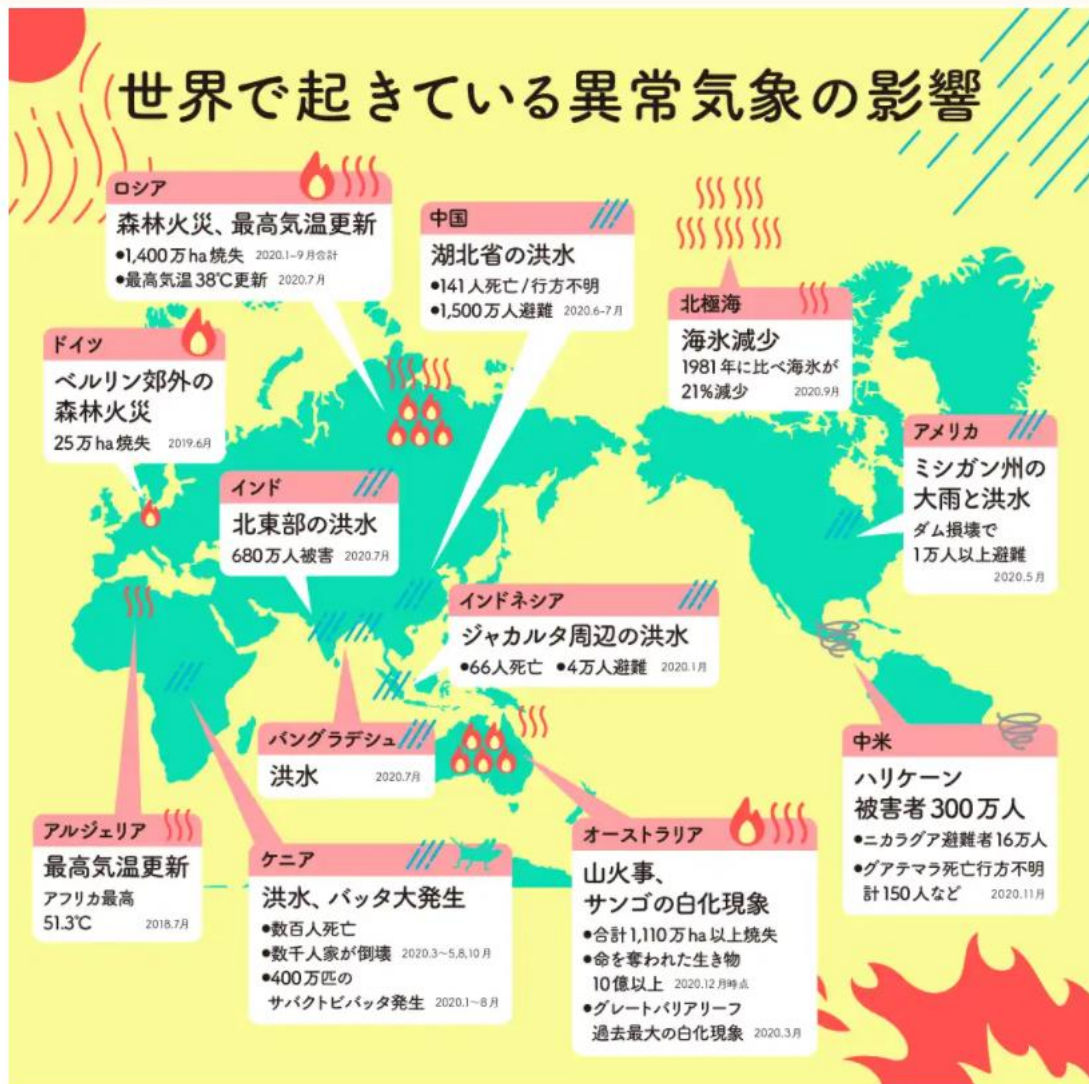 世界で起きている異常気象の影響
ロシア
森林火災、最高気温更新
●1,400万ha焼失 2020.1-9月合計
●最高気温38℃更新 2020.7月
中国
湖北省の洪水
●141人死亡/行方不明
●1,500万人避難 2020.6-7月
北極海
海氷減少
1981年に比べ海氷が
21%減少 2020.9月
ドイツ
ベルリン郊外の
森林火災
25万ha焼失 2019.6月
アメリカ
ミシガン州の
大雨と洪水
ダム損壊で
1万人以上避難
2020.5月
インド
北東部の洪水
680万人被害 2020.7月
インドネシア
ジャカルタ周辺の洪水
●66人死亡 ●4万人避難 2020.1月
バングラデシュ
洪水 2020.7月
中米
ハリケーン
被害者300万人
●ニカラグア避難者16万人
●グアテマラ死亡行方不明
計150人など 2020.11月
アルジェリア
最高気温更新
アフリカ最高
51.3℃ 2018.7月
ケニア
洪水、バッタ大発生
●数百人死亡
●数千人家が倒壊 2020.3～5,8,10月
●400万匹の
サバクトビバッタ発生 2020.1～8月
オーストラリア
山火事、
サンゴの白化現象
●合計1,110万ha以上焼失
●命を奪われた生き物
10億以上 2020.12月時点
●グレートバリアリーフ
過去最大の白化現象 2020.3月